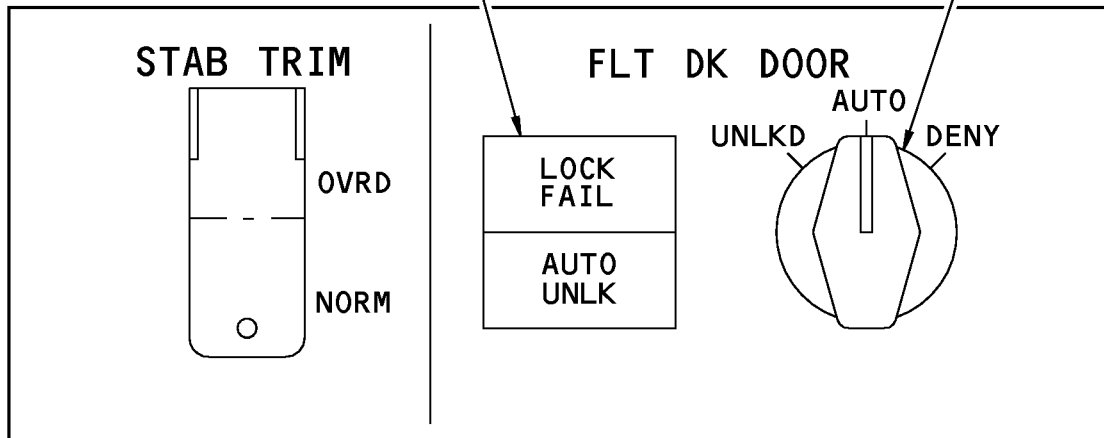 STAB TRIM
OVRD
NORM
FLT DK DOOR
LOCK
FAIL
AUTO
UNLK
UNLKD
AUTO
DENY